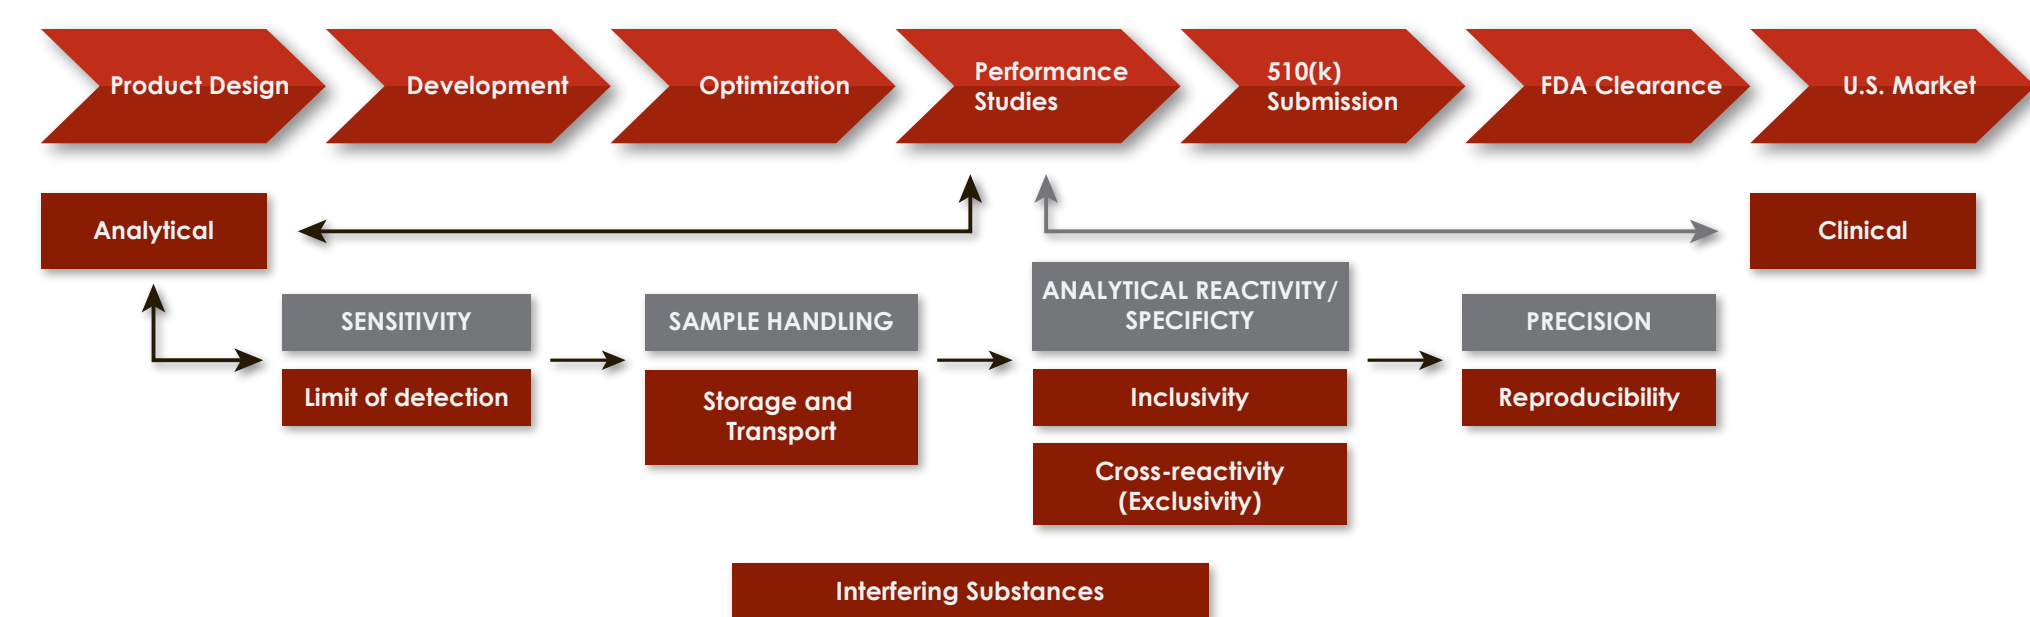 Product Design
Development
Optimization
Performance
Studies
510(k)
Submission
FDA Clearance
U.S. Market
Analytical
Clinical
SENSITIVITY
Limit of detection
SAMPLE HANDLING
Storage and
Transport
ANALYTICAL REACTIVITY/
SPECIFICTY
Inclusivity
Cross-reactivity
(Exclusivity)
PRECISION
Reproducibility
Interfering Substances